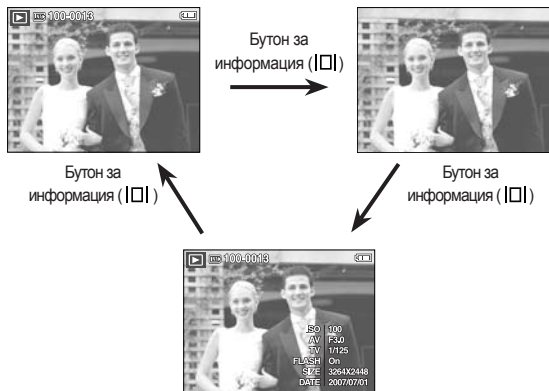 100-0013
Бутон за
информация ( )
Бутон за
информация ( )
Бутон за
информация ( )
100-0013
ISO 100
AV F3.0
TV 1/125
FLASH On
SIZE 3264X2448
DATE 2007/07/01